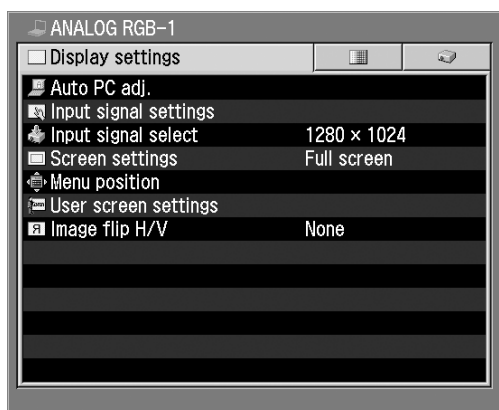 ANALOG RGB-1
Display settings
Auto PC adj.
Input signal settings
Input signal select 1280 × 1024
Screen settings Full screen
Menu position
User screen settings
Image flip H/V None